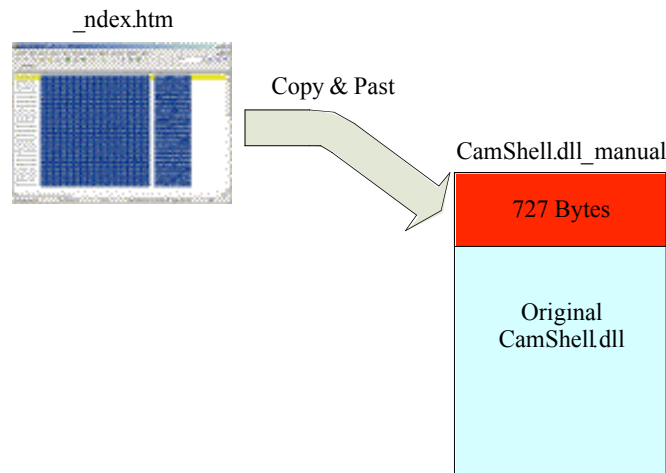 _ndex.htm
Copy & Past
CamShell.dll_manual
727 Bytes
Original
CamShell.dll